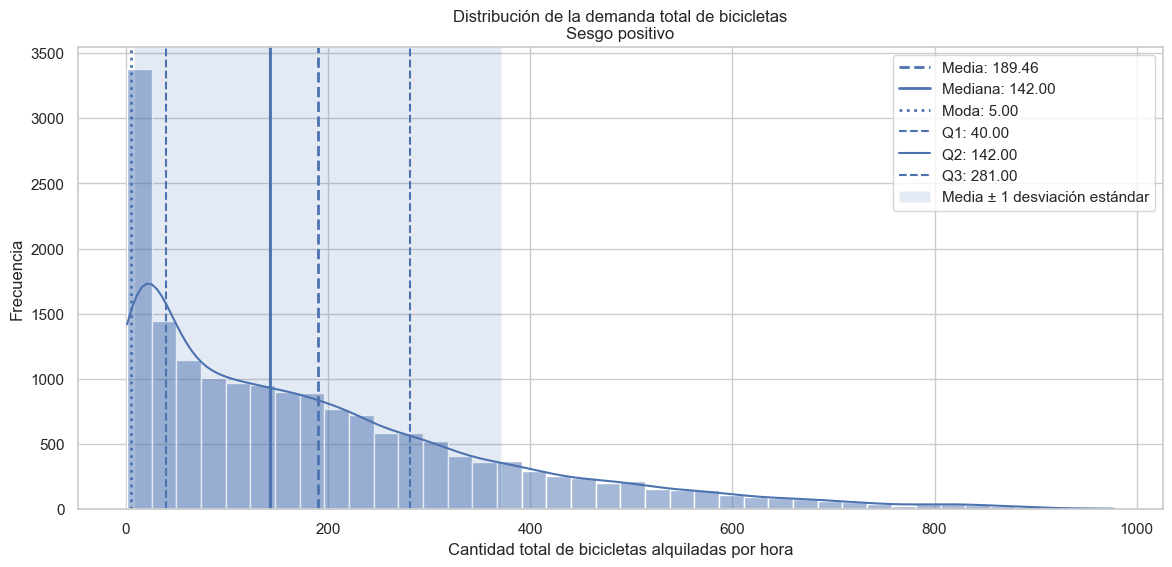 Distribución de la demanda total de bicicletas
Sesgo positivo
3500
3000
2500
2000
1500
1000
500
0
Frecuencia
Media: 189.46
Mediana: 142.00
Moda: 5.00
Q1: 40.00
Q2: 142.00
Q3: 281.00
Media ± 1 desviación estándar
0
200
400
600
800
1000
Cantidad total de bicicletas alquiladas por hora